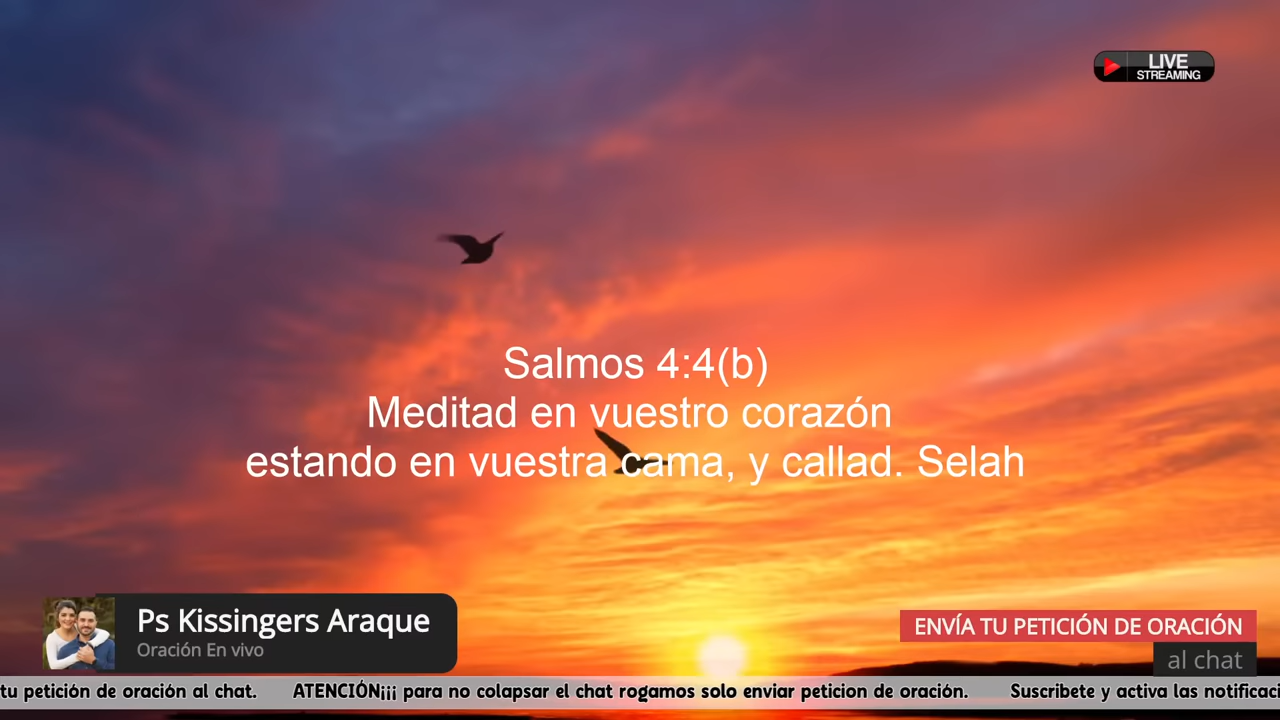 LIVE
STREAMING
Salmos 4:4(b)
Meditad en vuestro corazón
estando en vuestra cama, y callad. Selah
Ps Kissingers Araque
Oración En vivo
ENVÍA TU PETICIÓN DE ORACIÓN
al chat
tu petición de oración al chat. ATENCIÓN¡¡¡ para no colapsar el chat rogamos solo enviar peticion de oración. Suscribete y activa las notificaci